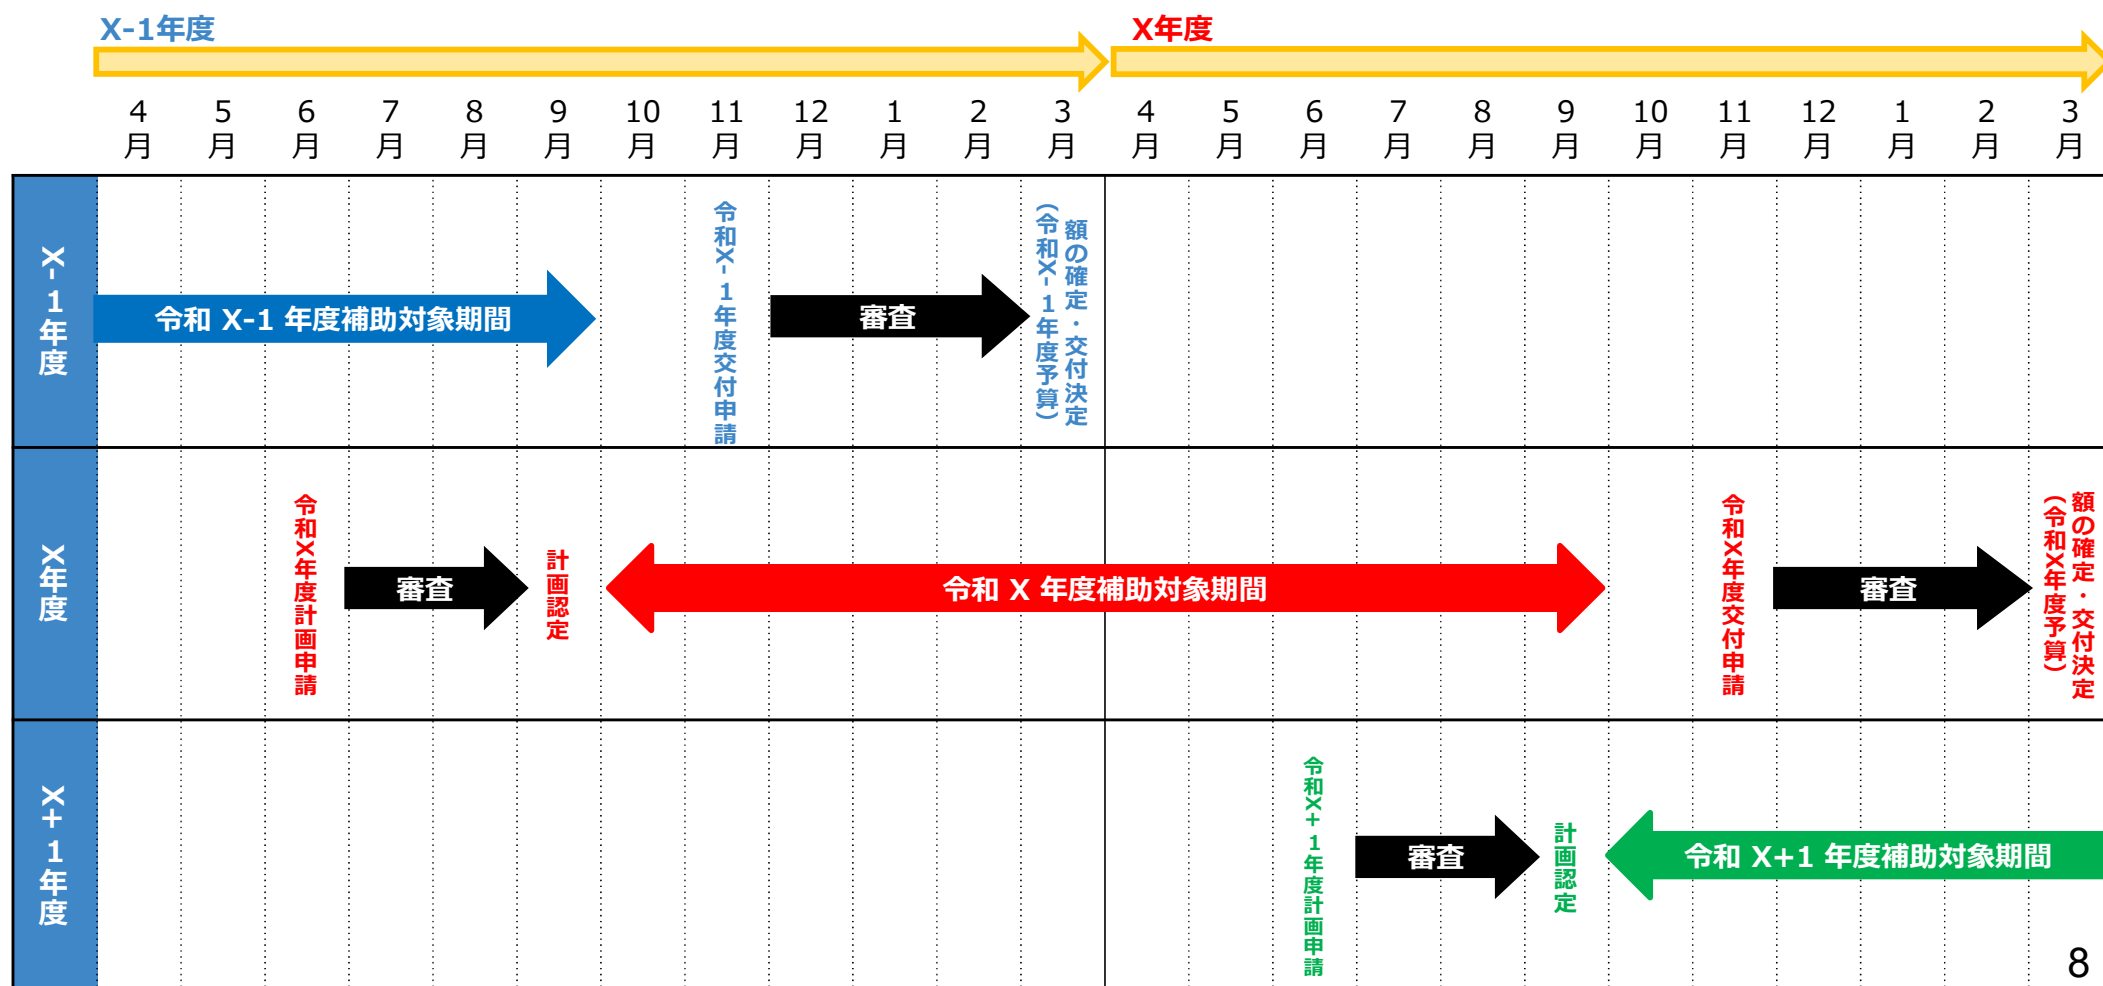 X-1年度
X年度
4月 5月 6月 7月 8月 9月 10月 11月 12月 1月 2月 3月 4月 5月 6月 7月 8月 9月 10月 11月 12月 1月 2月 3月
X-1年度
令和 X-1 年度補助対象期間
令和X-1年度交付申請
審査
額の確定・交付決定
(令和X-1年度予算)
X年度
令和X年度計画申請
審査
計画認定
令和 X 年度補助対象期間
令和X年度交付申請
審査
額の確定・交付決定
(令和X年度予算)
X+1年度
令和X+1年度計画申請
審査
計画認定
令和 X+1 年度補助対象期間
8